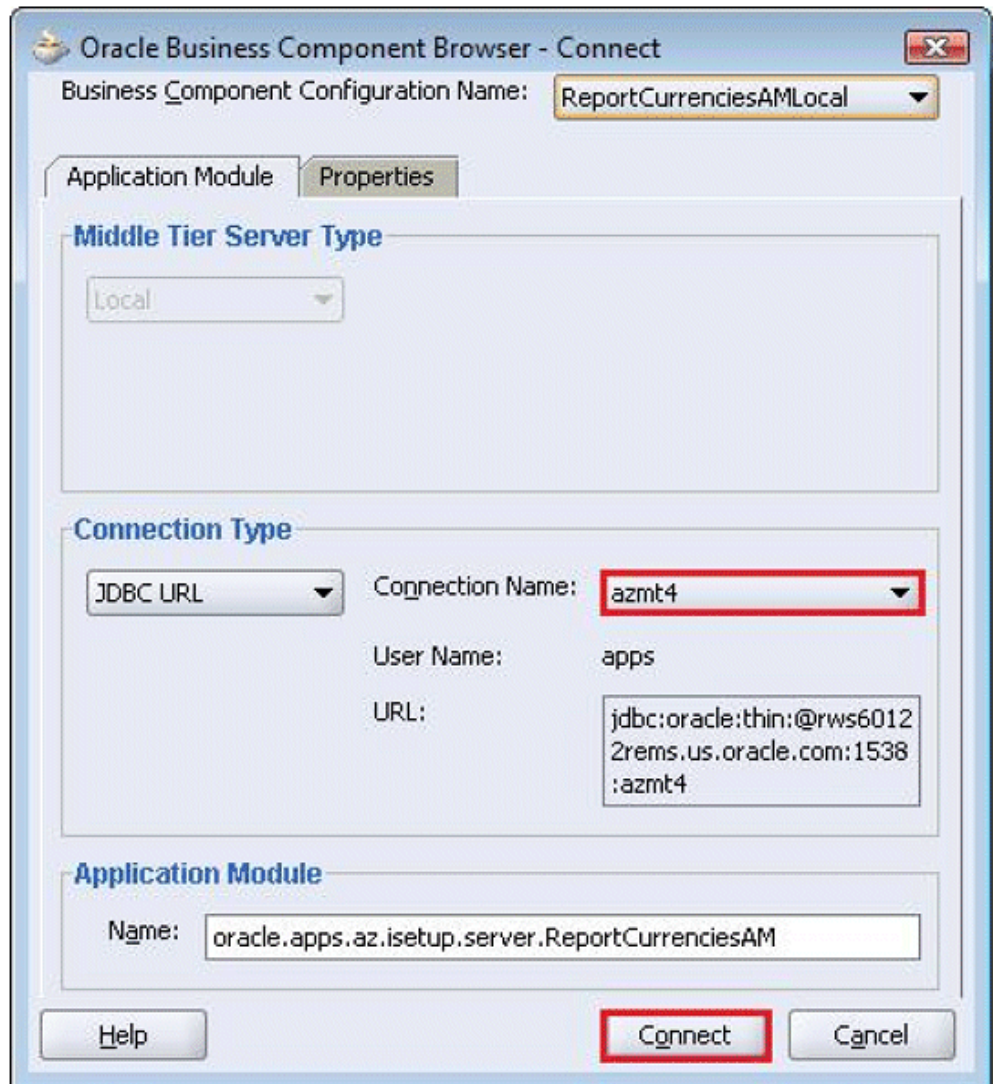 Oracle Business Component Browser - Connect
Business Component Configuration Name: ReportCurrenciesAMLocal
Application Module Properties
Middle Tier Server Type
Local
Connection Type
JDBC URL Connection Name: azmt4
User Name: apps
URL: jdbc:oracle:thin:@rws6012
2rems.us.oracle.com:1538
:azmt4
Application Module
Name: oracle.apps.az.isetup.server.ReportCurrenciesAM
Help Connect Cancel